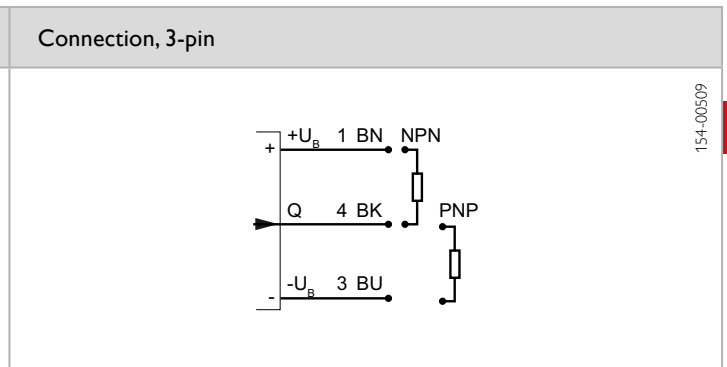 Connection, 3-pin
154-00509
+ +U_B 1 BN NPN
Q 4 BK PNP
- -U_B 3 BU